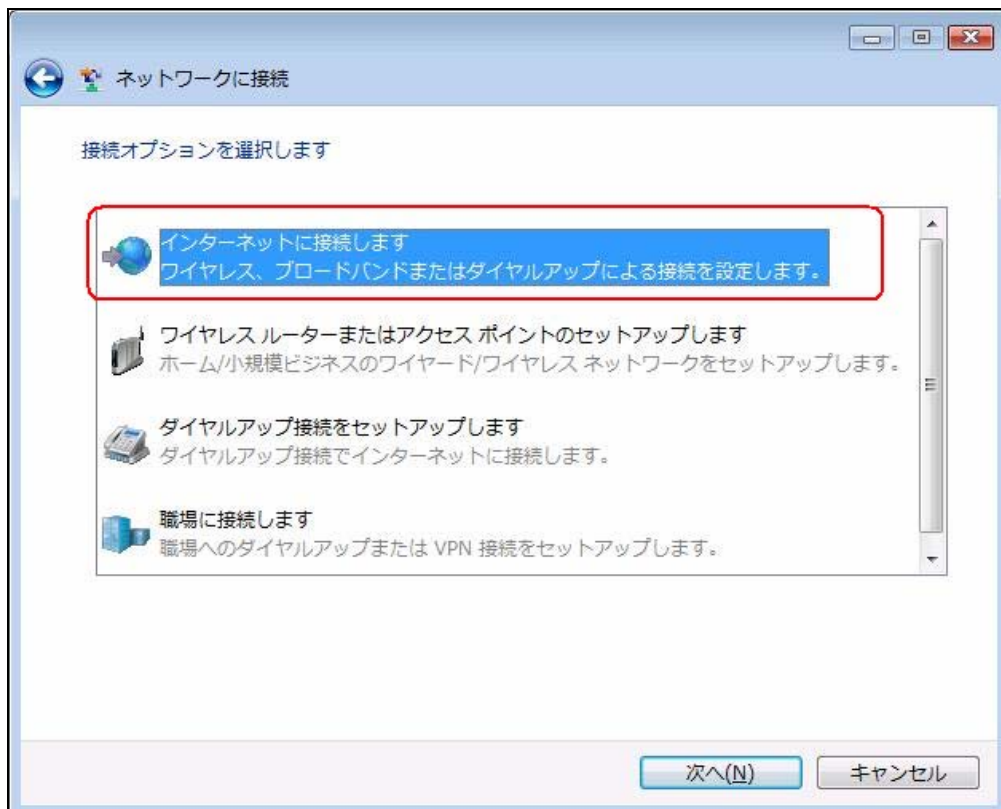 ネットワークに接続
接続オプションを選択します
インターネットに接続します
ワイヤレス、ブロードバンドまたはダイヤルアップによる接続を設定します。
ワイヤレス ルーターまたはアクセス ポイントのセットアップします
ホーム/小規模ビジネスのワイヤード/ワイヤレス ネットワークをセットアップします。
ダイヤルアップ接続をセットアップします
ダイヤルアップ接続でインターネットに接続します。
職場に接続します
職場へのダイヤルアップまたは VPN 接続をセットアップします。
次へ(N)
キャンセル